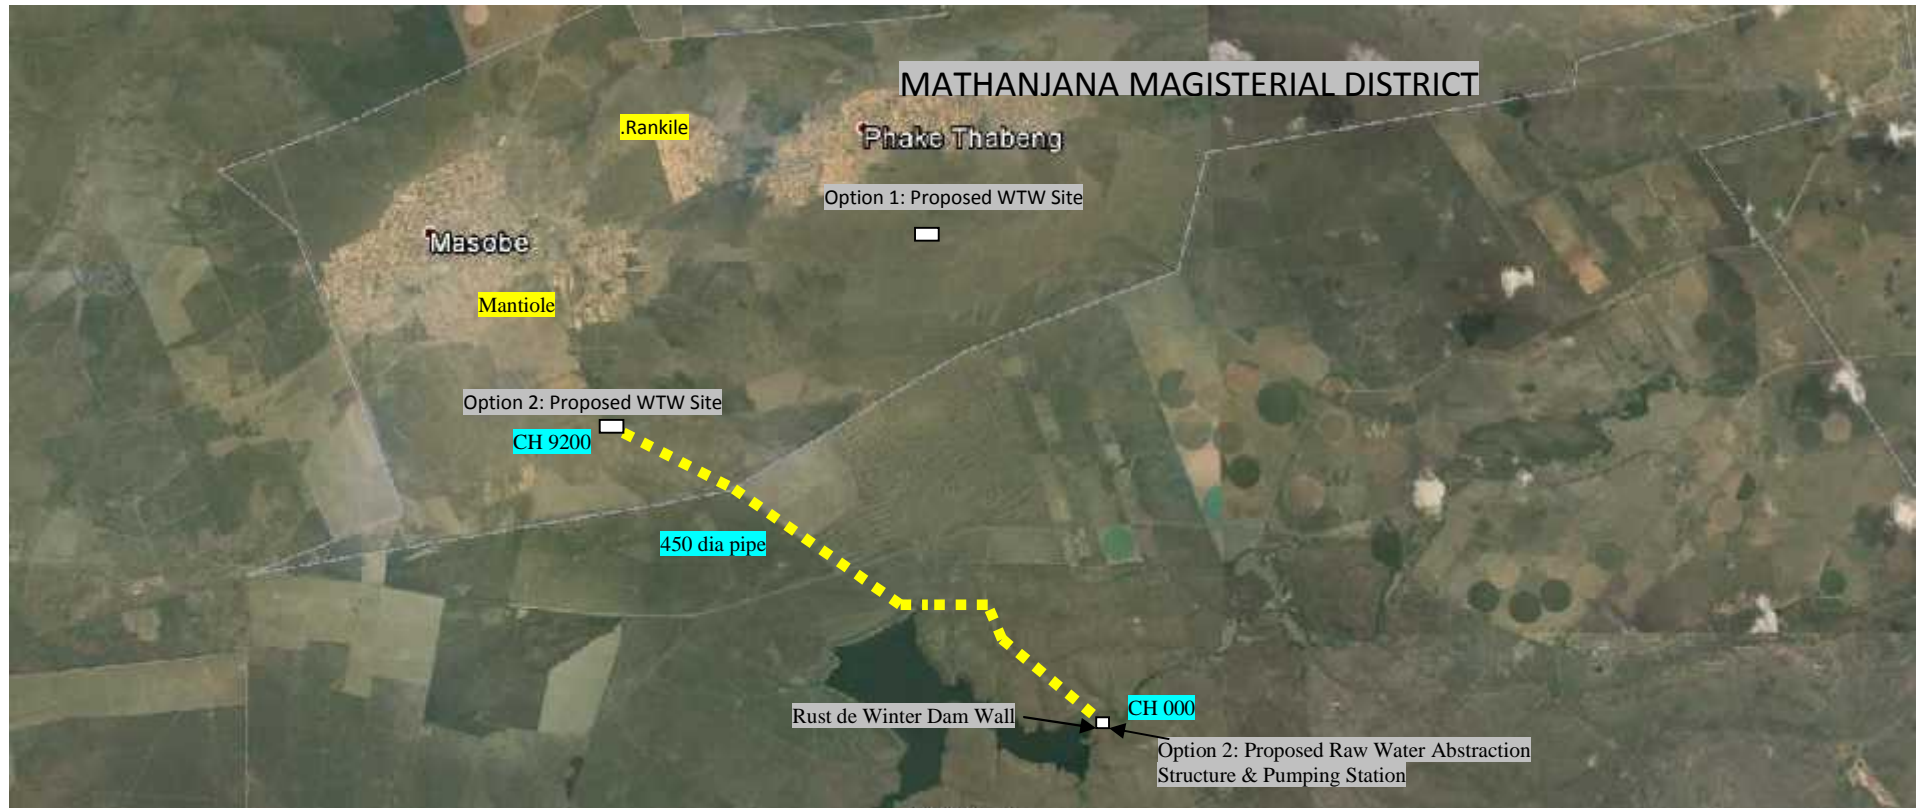 MATHANJANA MAGISTERIAL DISTRICT
.Rankile
Phake Thabeng
Option 1: Proposed WTW Site
Masobe
Mantiole
Option 2: Proposed WTW Site
CH 9200
450 dia pipe
CH 000
Rust de Winter Dam Wall
Option 2: Proposed Raw Water Abstraction
Structure & Pumping Station